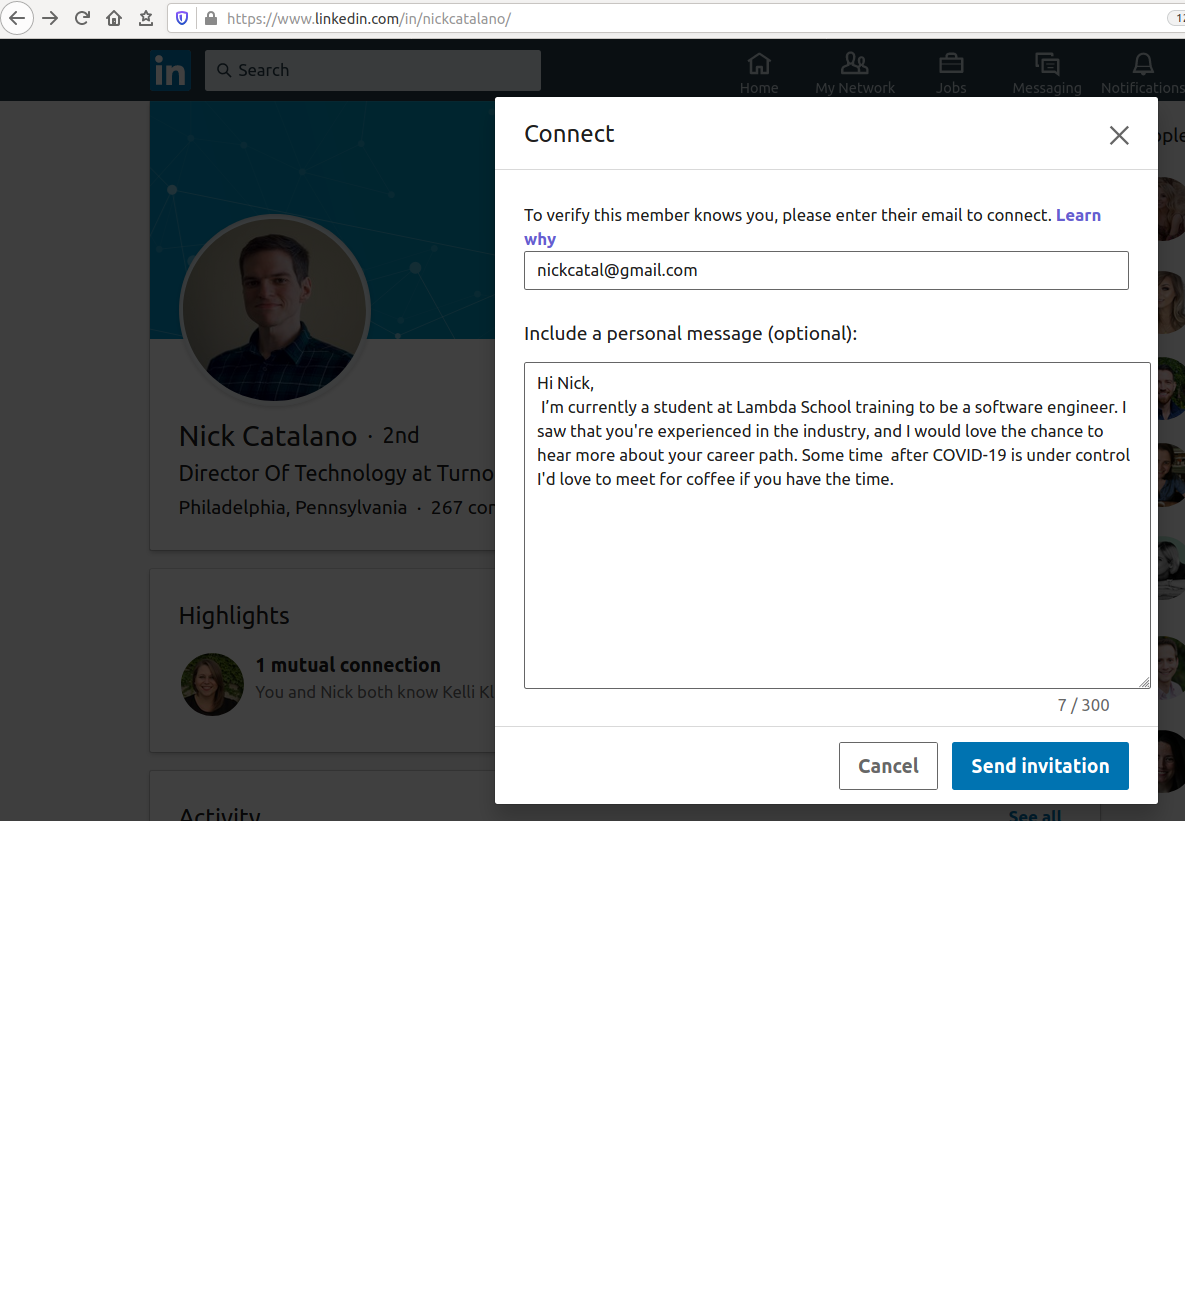 https://www.linkedin.com/in/nickcatalano/
12
in
Search
Home
My Network
Jobs
Messaging
Notifications
Connect
To verify this member knows you, please enter their email to connect. Learn
why
nickcatal@gmail.com
Include a personal message (optional):
Hi Nick,
I’m currently a student at Lambda School training to be a software engineer. I
saw that you're experienced in the industry, and I would love the chance to
hear more about your career path. Some time  after COVID-19 is under control
I'd love to meet for coffee if you have the time.
7 / 300
Cancel
Send invitation
Nick Catalano · 2nd
Director Of Technology at Turno
Philadelphia, Pennsylvania · 267 con
Highlights
1 mutual connection
You and Nick both know Kelli Kl
Activity
See all
ople